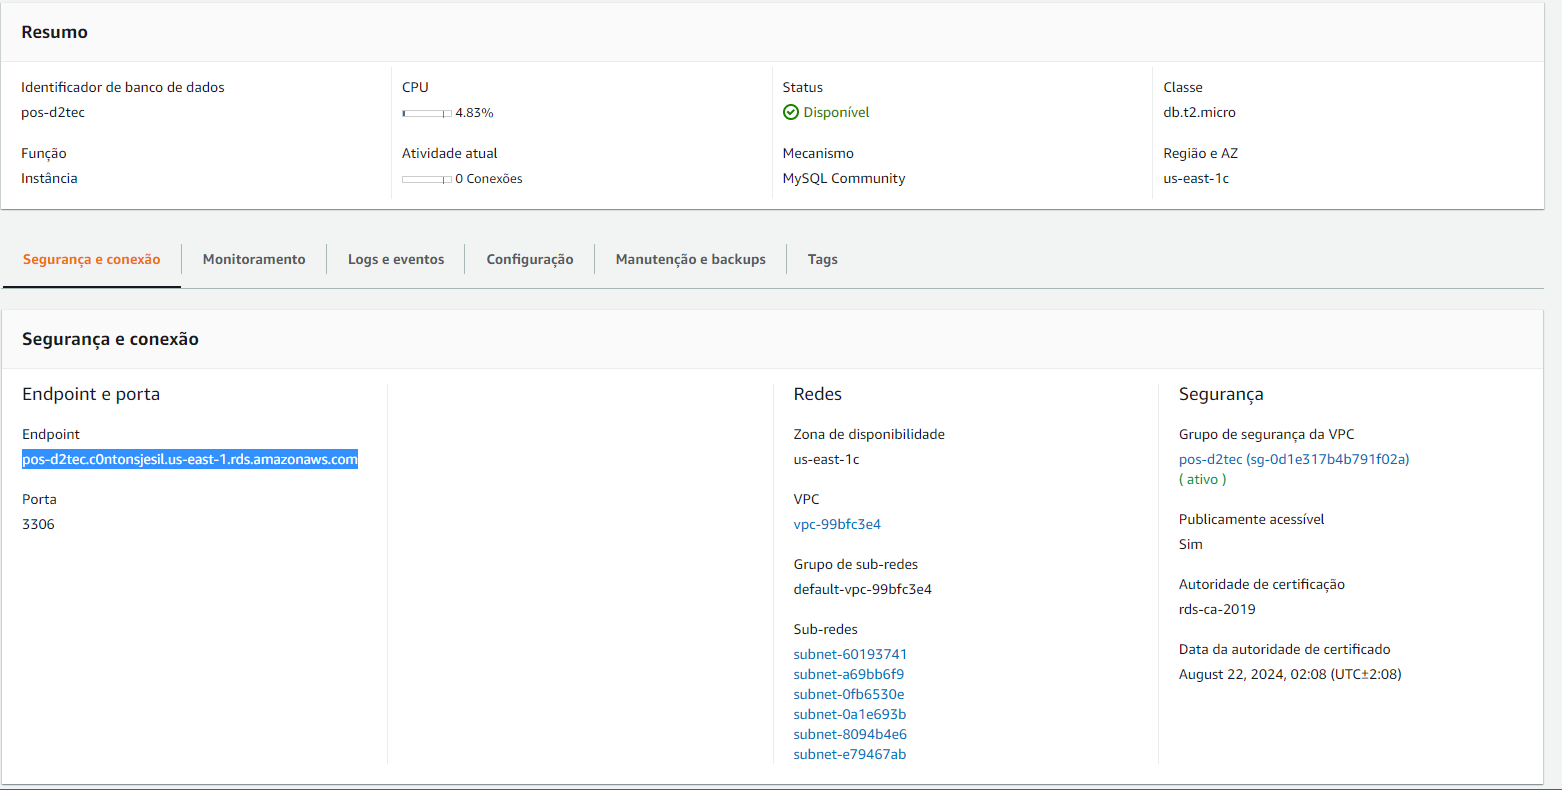 Resumo
Identificador de banco de dados
pos-d2tec
CPU
4.83%
Status
Disponível
Classe
db.t2.micro
Função
Instância
Atividade atual
0 Conexões
Mecanismo
MySQL Community
Região e AZ
us-east-1c
Segurança e conexão
Monitoramento
Logs e eventos
Configuração
Manutenção e backups
Tags
Segurança e conexão
Endpoint e porta
Endpoint
pos-d2tec.c0ntonsjesil.us-east-1.rds.amazonaws.com
Porta
3306
Redes
Zona de disponibilidade
us-east-1c
VPC
vpc-99bfc3e4
Grupo de sub-redes
default-vpc-99bfc3e4
Sub-redes
subnet-60193741
subnet-a69bb6f9
subnet-0fb6530e
subnet-0a1e693b
subnet-8094b4e6
subnet-e79467ab
Segurança
Grupo de segurança da VPC
pos-d2tec (sg-0d1e317b4b791f02a)
( ativo )
Publicamente acessível
Sim
Autoridade de certificação
rds-ca-2019
Data da autoridade de certificado
August 22, 2024, 02:08 (UTC±2:08)